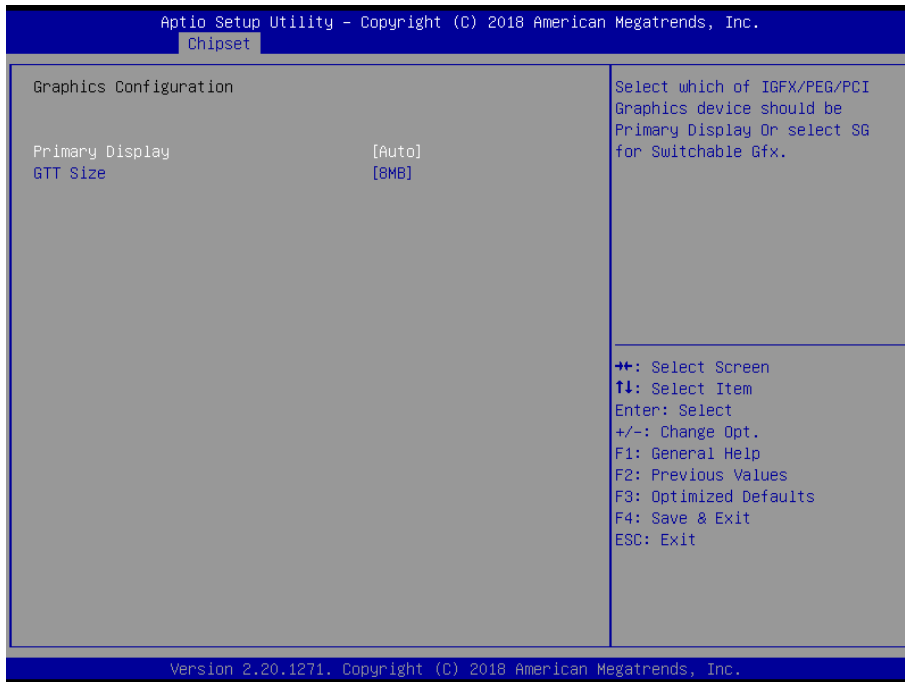 Aptio Setup Utility – Copyright (C) 2018 American Megatrends, Inc.
Chipset
Graphics Configuration
Primary Display [Auto]
GTT Size [8MB]
Select which of IGFX/PEG/PCI
Graphics device should be
Primary Display Or select SG
for Switchable Gfx.
→←: Select Screen
↑↓: Select Item
Enter: Select
+/-: Change Opt.
F1: General Help
F2: Previous Values
F3: Optimized Defaults
F4: Save & Exit
ESC: Exit
Version 2.20.1271. Copyright (C) 2018 American Megatrends, Inc.